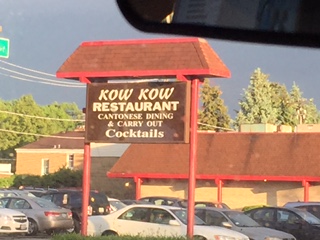 KOW KOW
RESTAURANT
CANTONESE DINING
& CARRY OUT
Cocktails